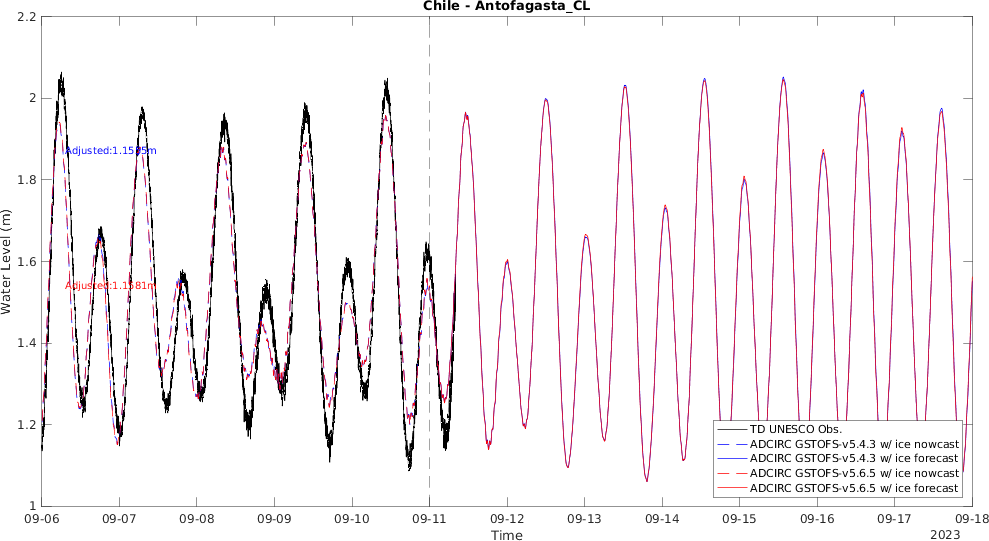 Chile - Antofagasta_CL
2.2
2
1.8
1.6
1.4
1.2
1
Water Level (m)
Adjusted:1.1575m
Adjusted:1.1581m
TD UNESCO Obs.
ADCIRC GSTOFS-v5.4.3 w/ ice nowcast
ADCIRC GSTOFS-v5.4.3 w/ ice forecast
ADCIRC GSTOFS-v5.6.5 w/ ice nowcast
ADCIRC GSTOFS-v5.6.5 w/ ice forecast
09-06 09-07 09-08 09-09 09-10 09-11 09-12 09-13 09-14 09-15 09-16 09-17 09-18
Time
2023